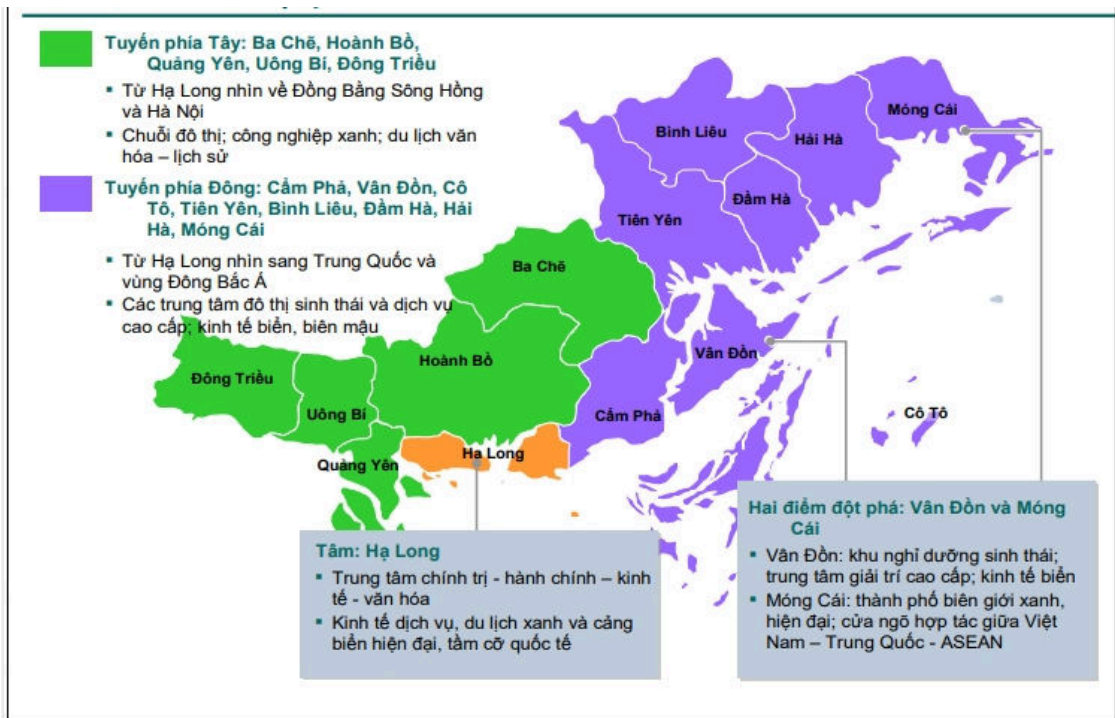 Tuyến phía Tây: Ba Chẽ, Hoành Bồ,
Quảng Yên, Uông Bí, Đông Triều
▪ Từ Hạ Long nhìn về Đồng Bằng Sông Hồng
và Hà Nội
▪ Chuỗi đô thị; công nghiệp xanh; du lịch văn
hóa – lịch sử
Tuyến phía Đông: Cẩm Phả, Vân Đồn, Cô
Tô, Tiên Yên, Bình Liêu, Đầm Hà, Hải
Hà, Móng Cái
▪ Từ Hạ Long nhìn sang Trung Quốc và
vùng Đông Bắc Á
▪ Các trung tâm đô thị sinh thái và dịch vụ
cao cấp; kinh tế biển, biên mậu
Móng Cái
Bình Liêu
Hải Hà
Đầm Hà
Tiên Yên
Ba Chẽ
Vân Đồn
Hoành Bồ
Đông Triều
Uông Bí
Cẩm Phả
Cô Tô
Hạ Long
Quảng Yên
Tâm: Hạ Long
▪ Trung tâm chính trị - hành chính – kinh
tế - văn hóa
▪ Kinh tế dịch vụ, du lịch xanh và cảng
biển hiện đại, tầm cỡ quốc tế
Hai điểm đột phá: Vân Đồn và Móng
Cái
▪ Vân Đồn: khu nghỉ dưỡng sinh thái;
trung tâm giải trí cao cấp; kinh tế biển
▪ Móng Cái: thành phố biên giới xanh,
hiện đại; cửa ngõ hợp tác giữa Việt
Nam – Trung Quốc - ASEAN